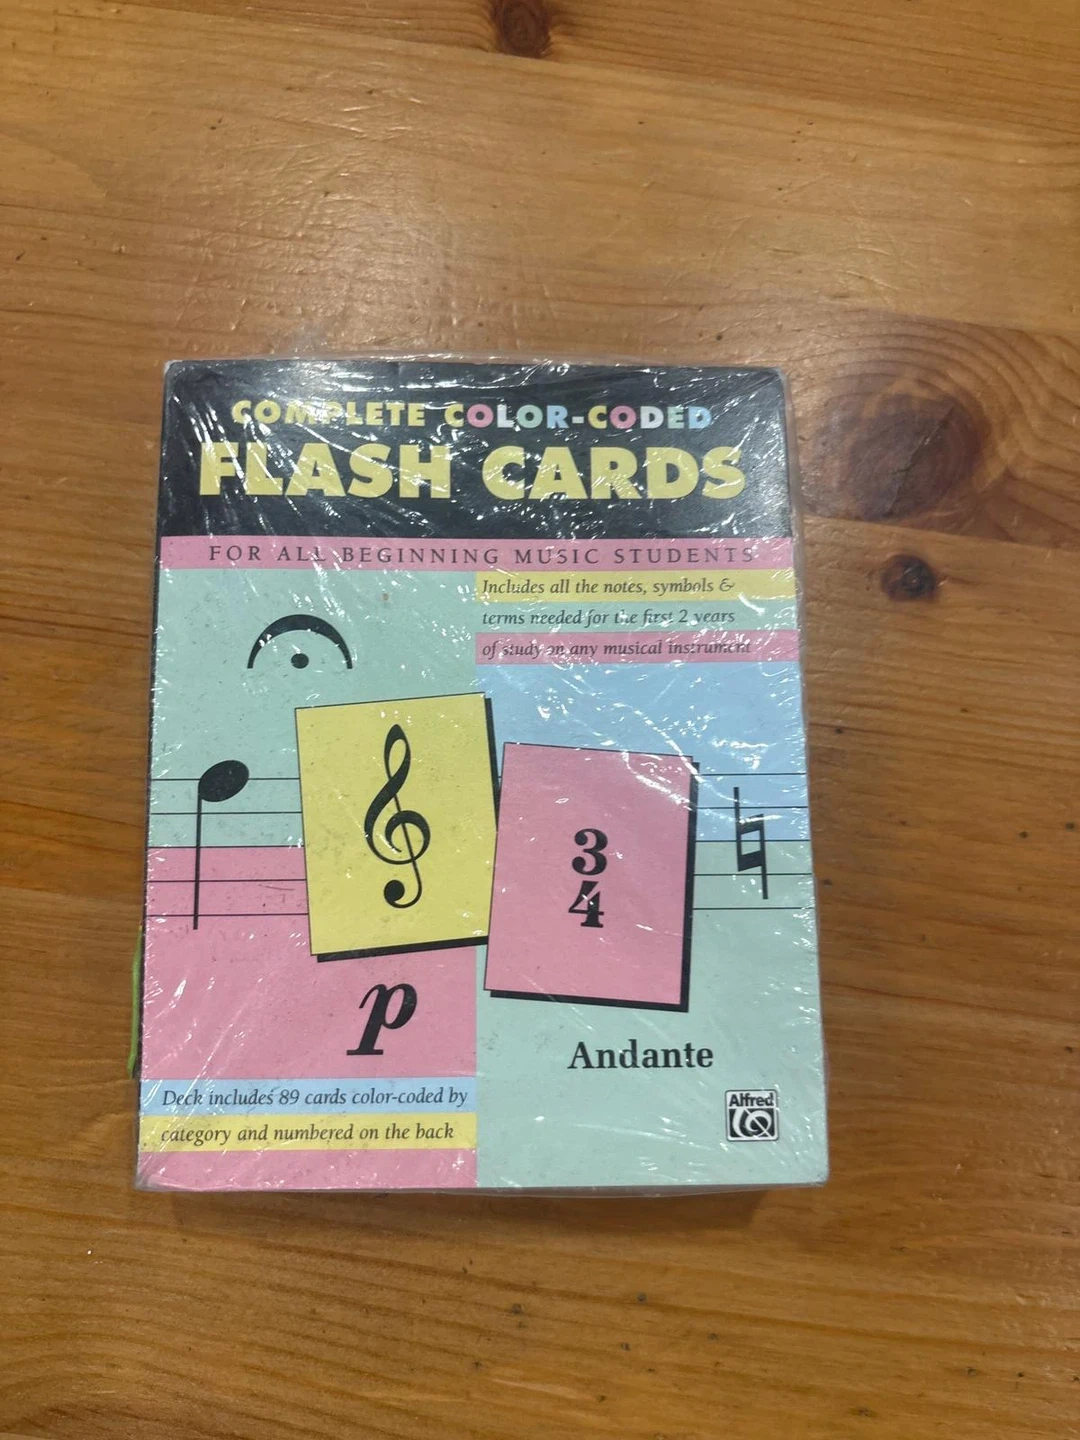 COMPLETE COLOR-CODED
FLASH CARDS
FOR ALL BEGINNING MUSIC STUDENTS
Includes all the notes, symbols &
terms needed for the first 2 years
of study on any musical instrument
3
4
p
Andante
Deck includes 89 cards color-coded by
category and numbered on the back
Alfred